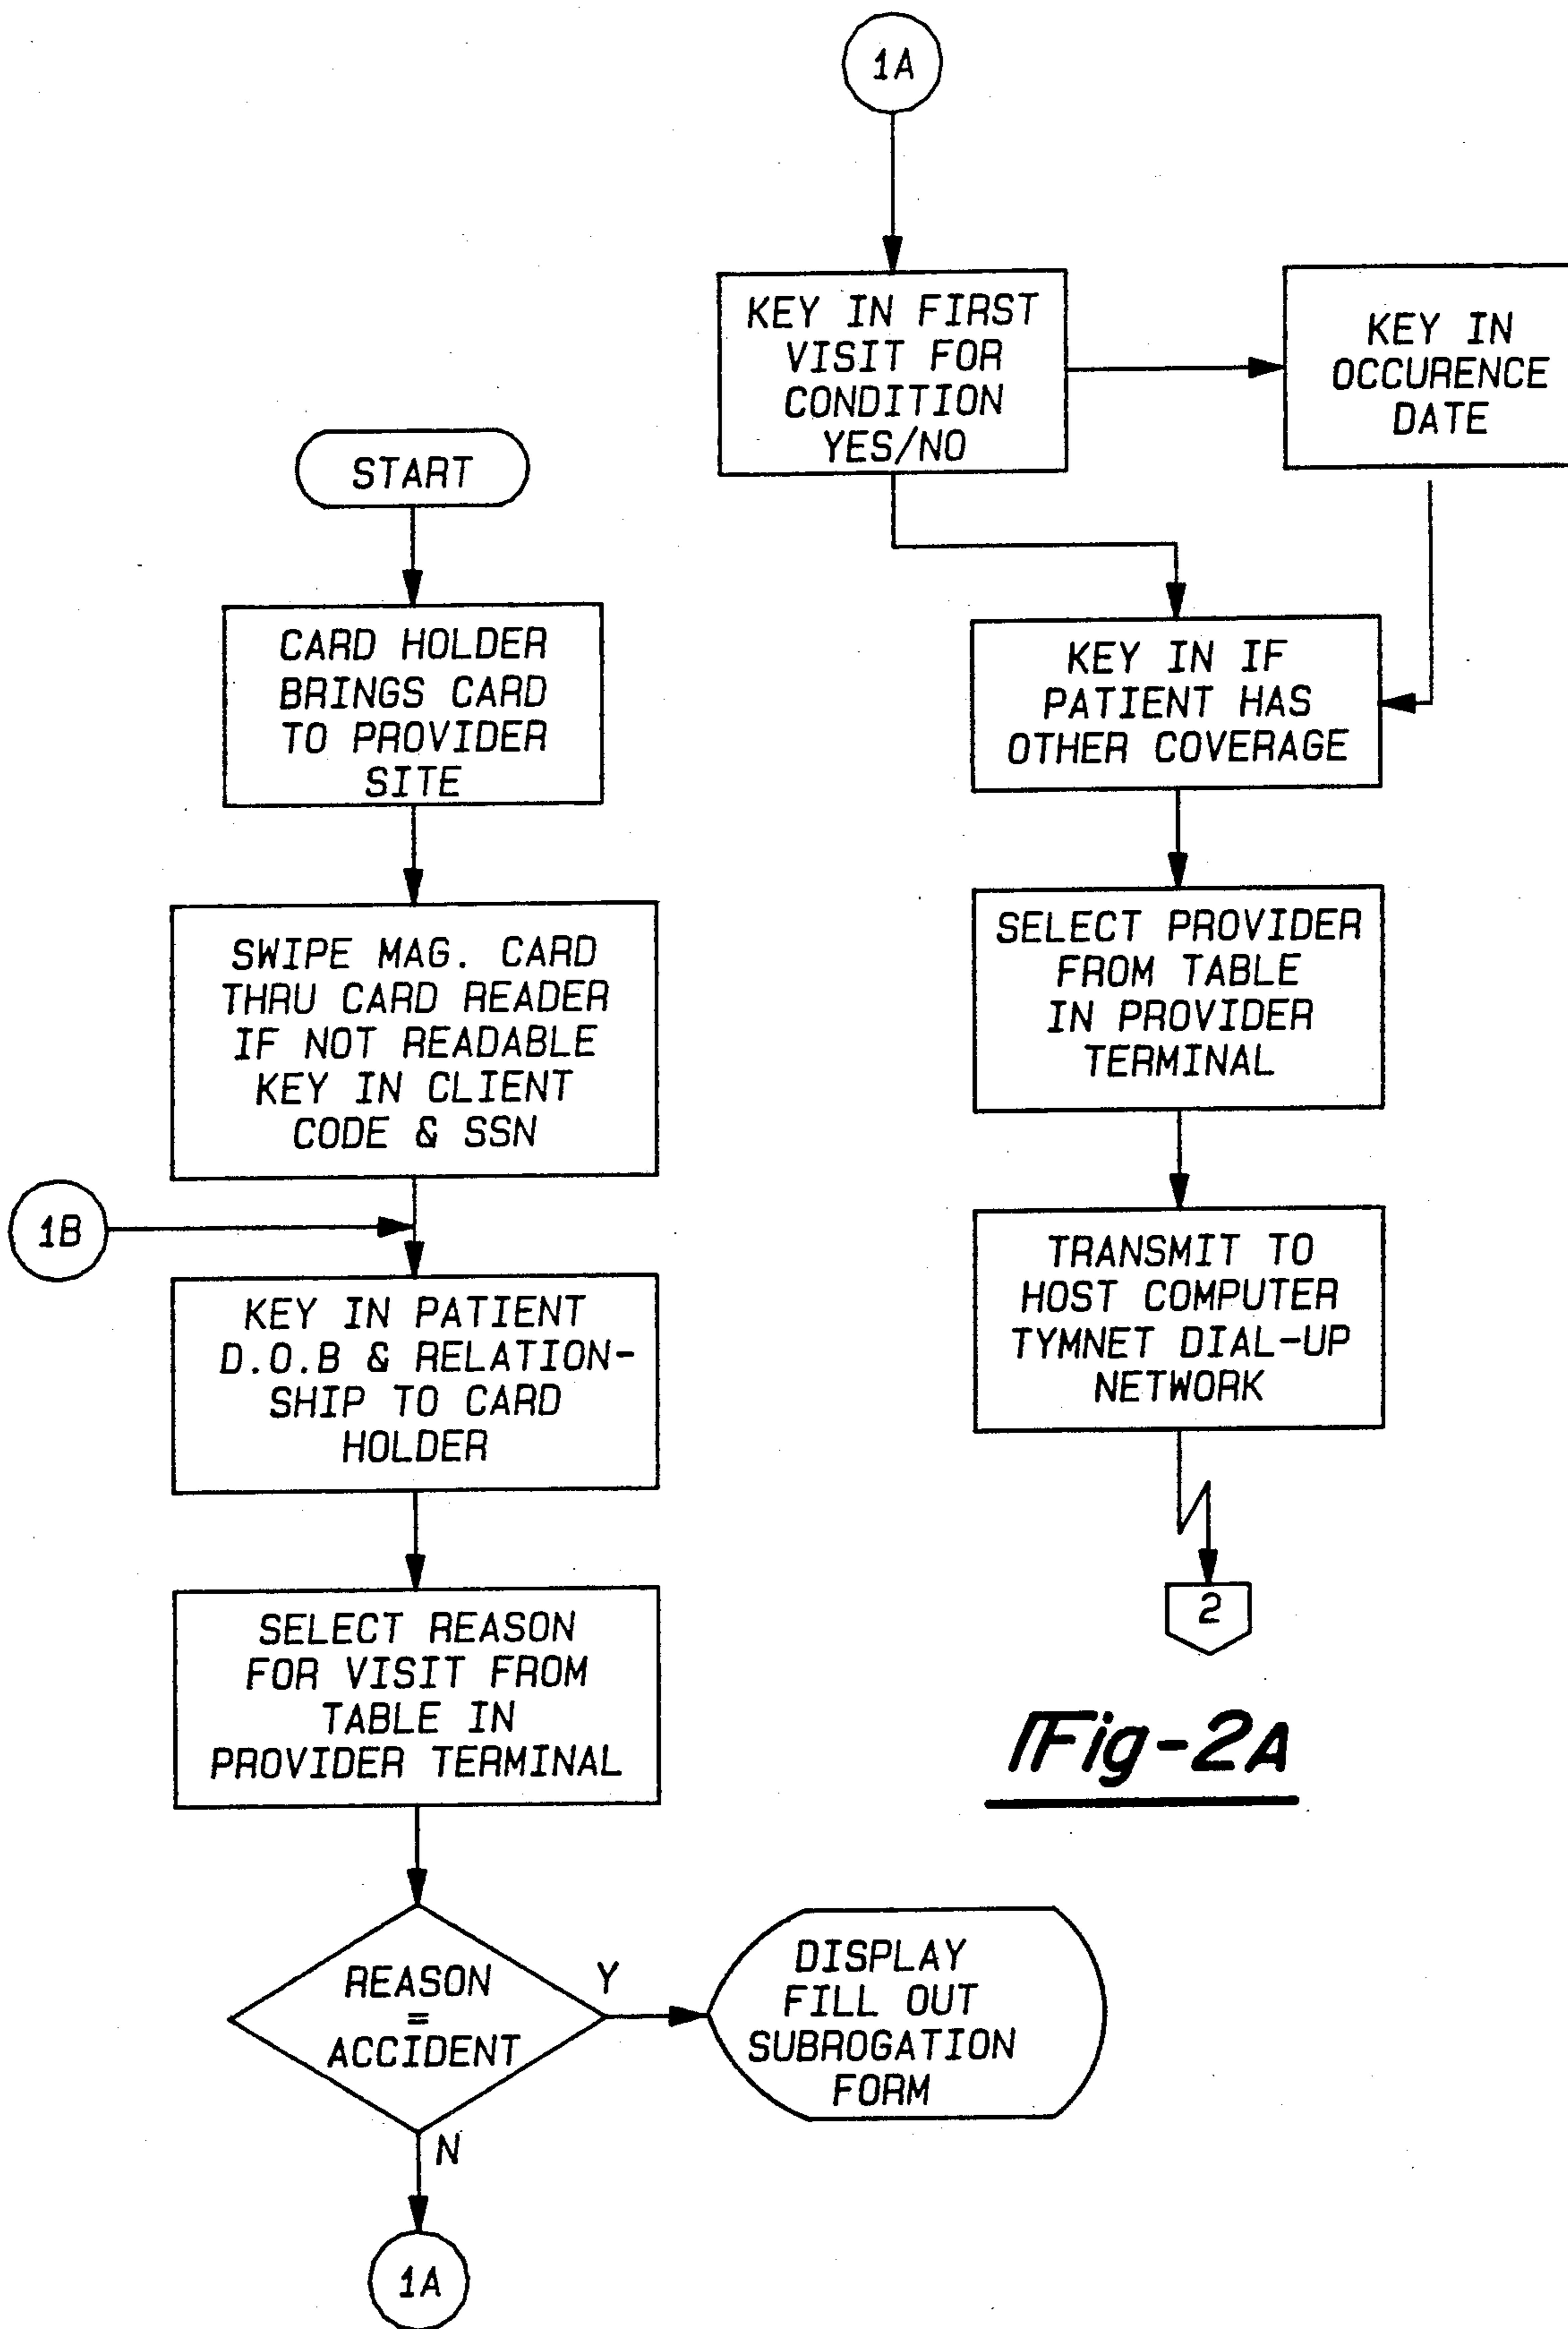 START
CARD HOLDER
BRINGS CARD
TO PROVIDER
SITE
SWIPE MAG. CARD
THRU CARD READER
IF NOT READABLE
KEY IN CLIENT
CODE & SSN
1B
KEY IN PATIENT
D.O.B & RELATION-
SHIP TO CARD
HOLDER
SELECT REASON
FOR VISIT FROM
TABLE IN
PROVIDER TERMINAL
REASON
=
ACCIDENT
Y
DISPLAY
FILL OUT
SUBROGATION
FORM
N
1A
1A
KEY IN FIRST
VISIT FOR
CONDITION
YES/NO
KEY IN
OCCURENCE
DATE
KEY IN IF
PATIENT HAS
OTHER COVERAGE
SELECT PROVIDER
FROM TABLE
IN PROVIDER
TERMINAL
TRANSMIT TO
HOST COMPUTER
TYMNET DIAL-UP
NETWORK
2
Fig-2A